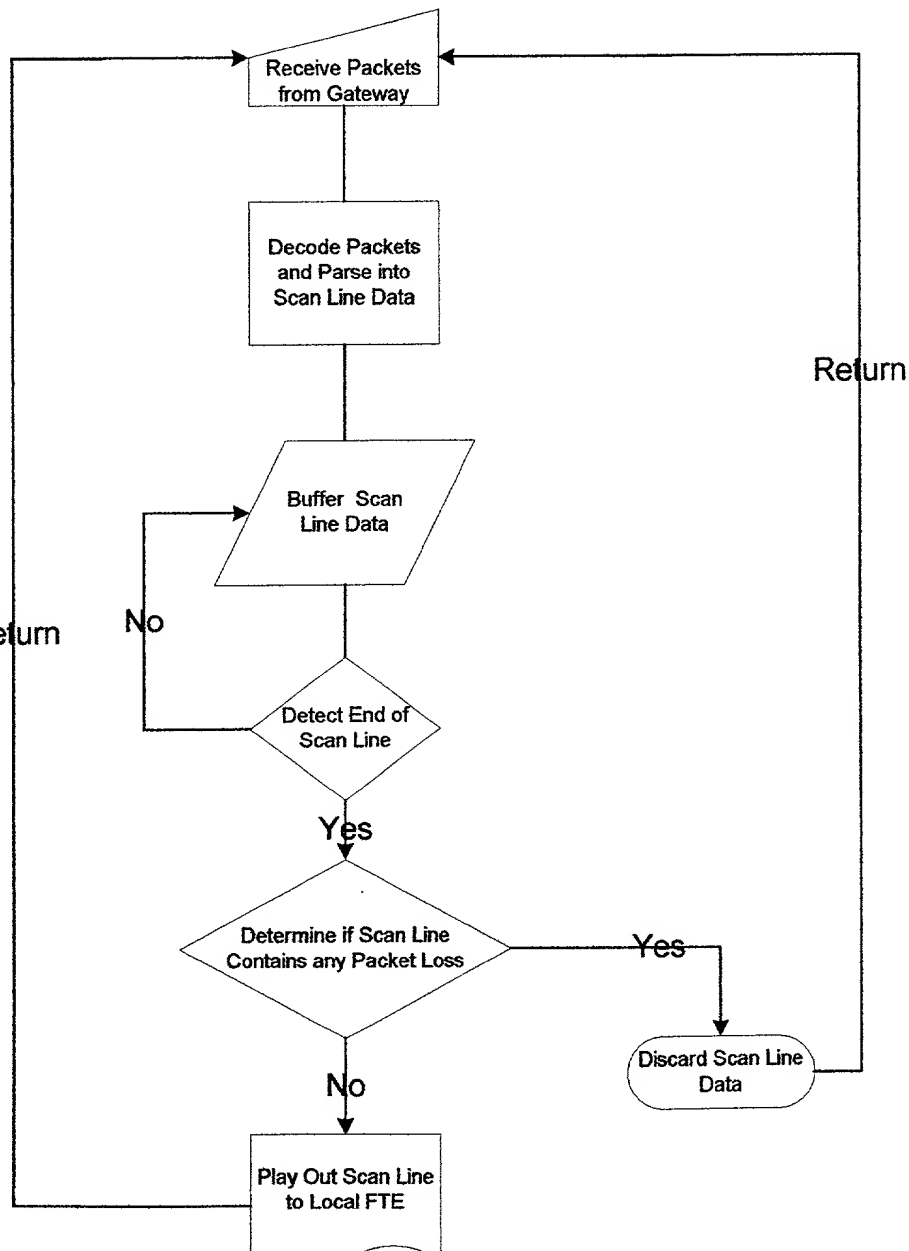 Receive Packets
from Gateway
Decode Packets
and Parse into
Scan Line Data
Return
Buffer Scan
Line Data
No
eturn
Detect End of
Scan Line
Yes
Determine if Scan Line
Contains any Packet Loss
Yes
Discard Scan Line
Data
No
Play Out Scan Line
to Local FTE